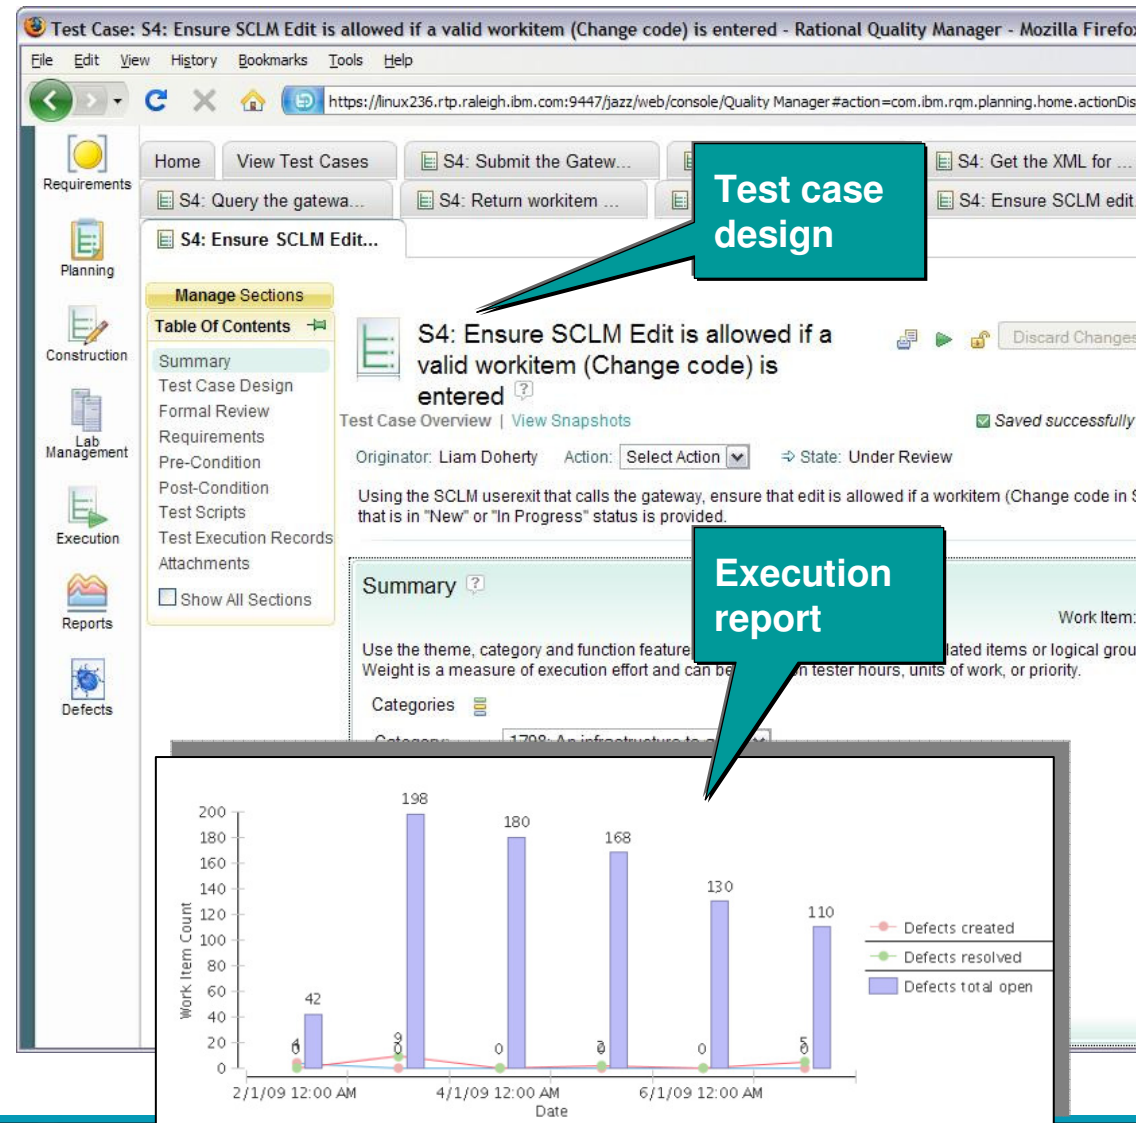 Test Case: S4: Ensure SCLM Edit is allowed if a valid workitem (Change code) is entered - Rational Quality Manager - Mozilla Firefox
File Edit View History Bookmarks Tools Help
https://linux236.rtp.raleigh.ibm.com:9447/jazz/web/console/Quality Manager#action=com.ibm.rqm.planning.home.actionDis
Home View Test Cases S4: Submit the Gatew... S4: Get the XML for ...
S4: Query the gatewa... S4: Return workitem ... S4: Ensure SCLM edit
S4: Ensure SCLM Edit...
Test case
design
Requirements
Planning
Construction
Lab
Management
Execution
Reports
Defects
Manage Sections
Table Of Contents
Summary
Test Case Design
Formal Review
Requirements
Pre-Condition
Post-Condition
Test Scripts
Test Execution Records
Attachments
Show All Sections
S4: Ensure SCLM Edit is allowed if a
valid workitem (Change code) is
entered ?
Discard Changes
Test Case Overview | View Snapshots
Saved successfully
Originator: Liam Doherty Action: Select Action State: Under Review
Using the SCLM userexit that calls the gateway, ensure that edit is allowed if a workitem (Change code in S
that is in "New" or "In Progress" status is provided.
Execution
report
Summary ?
Work Item:
Use the theme, category and function feature lated items or logical grou
Weight is a measure of execution effort and can be tester hours, units of work, or priority.
Categories
Category: 1798: An infrastructure to
Work Item Count
200
180
160
140
120
100
80
60
40
20
0
42
198
180
168
130
110
4 9 0 0 5
0 0 0 0
2/1/09 12:00 AM 4/1/09 12:00 AM 6/1/09 12:00 AM
Date
Defects created
Defects resolved
Defects total open